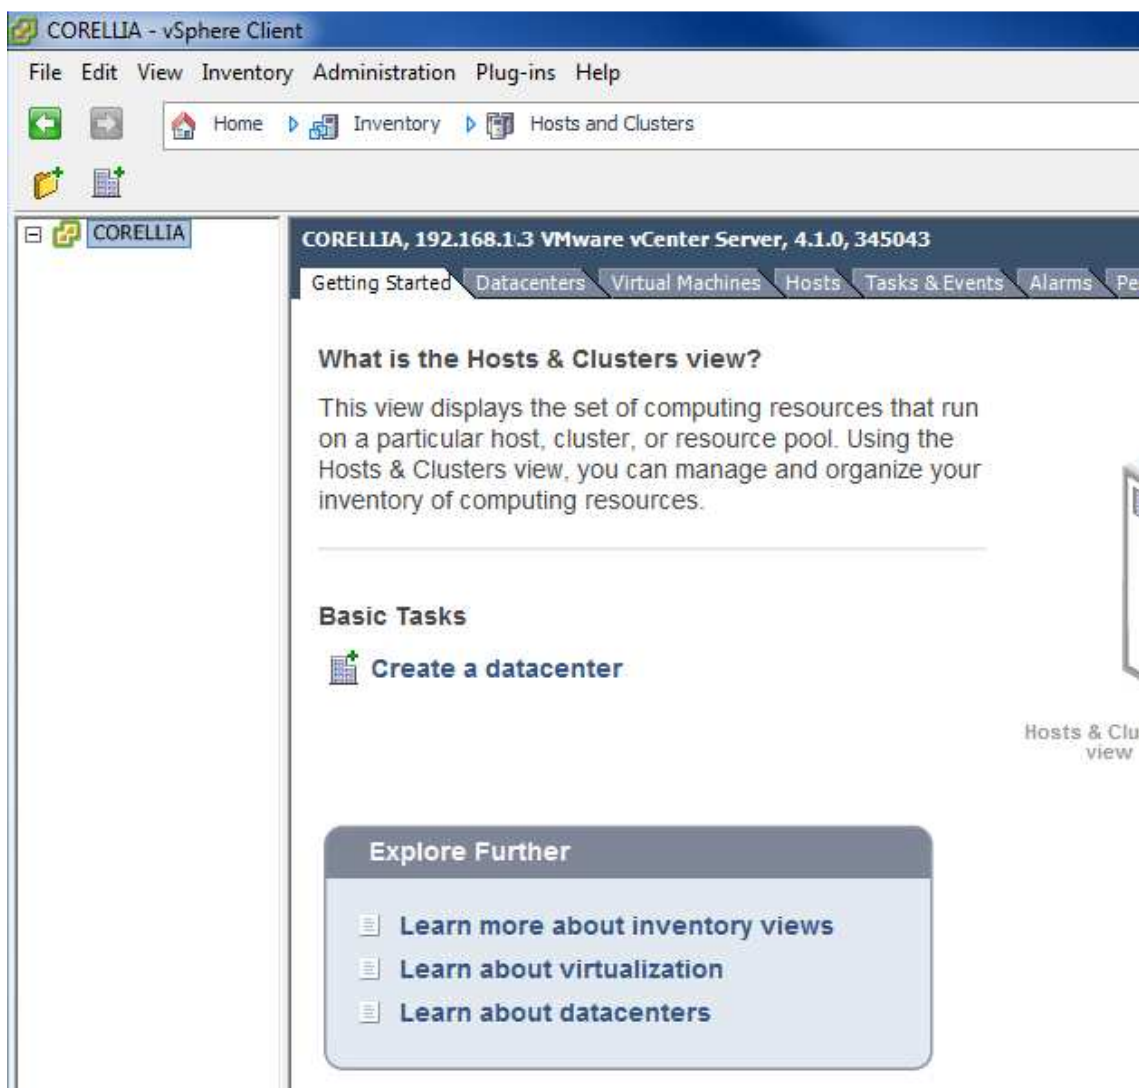 CORELLIA - vSphere Client
File Edit View Inventory Administration Plug-ins Help
Home Inventory Hosts and Clusters
CORELLIA
CORELLIA, 192.168.1.3 VMware vCenter Server, 4.1.0, 345043
Getting Started Datacenters Virtual Machines Hosts Tasks & Events Alarms Pe
What is the Hosts & Clusters view?
This view displays the set of computing resources that run
on a particular host, cluster, or resource pool. Using the
Hosts & Clusters view, you can manage and organize your
inventory of computing resources.
Basic Tasks
Create a datacenter
Hosts & Clu
view
Explore Further
Learn more about inventory views
Learn about virtualization
Learn about datacenters